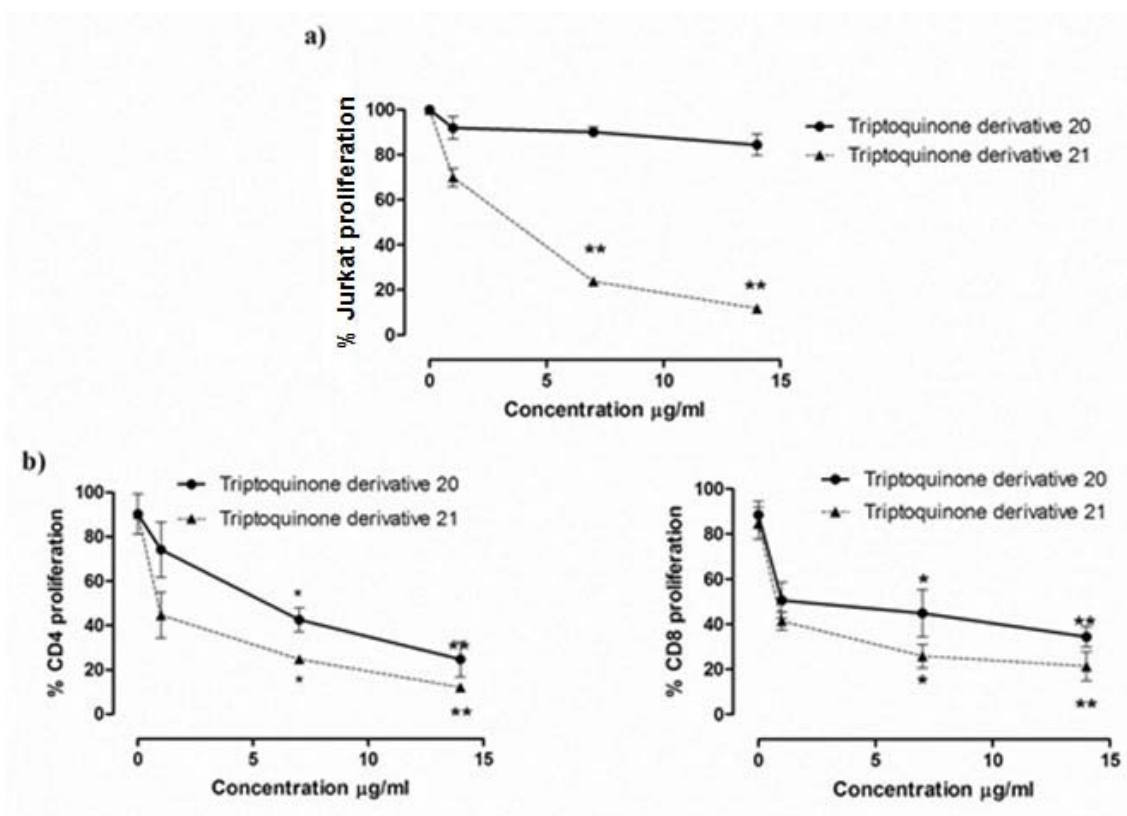 a)
% Jurkat proliferation
100
80
60
40
20
0
Triptoquinone derivative 20
Triptoquinone derivative 21
**
**
0 5 10 15
Concentration µg/ml
b)
% CD4 proliferation
100
80
60
40
20
0
Triptoquinone derivative 20
Triptoquinone derivative 21
*
**
*
**
0 5 10 15
Concentration µg/ml
% CD8 proliferation
100
80
60
40
20
0
Triptoquinone derivative 20
Triptoquinone derivative 21
*
**
*
**
0 5 10 15
Concentration µg/ml